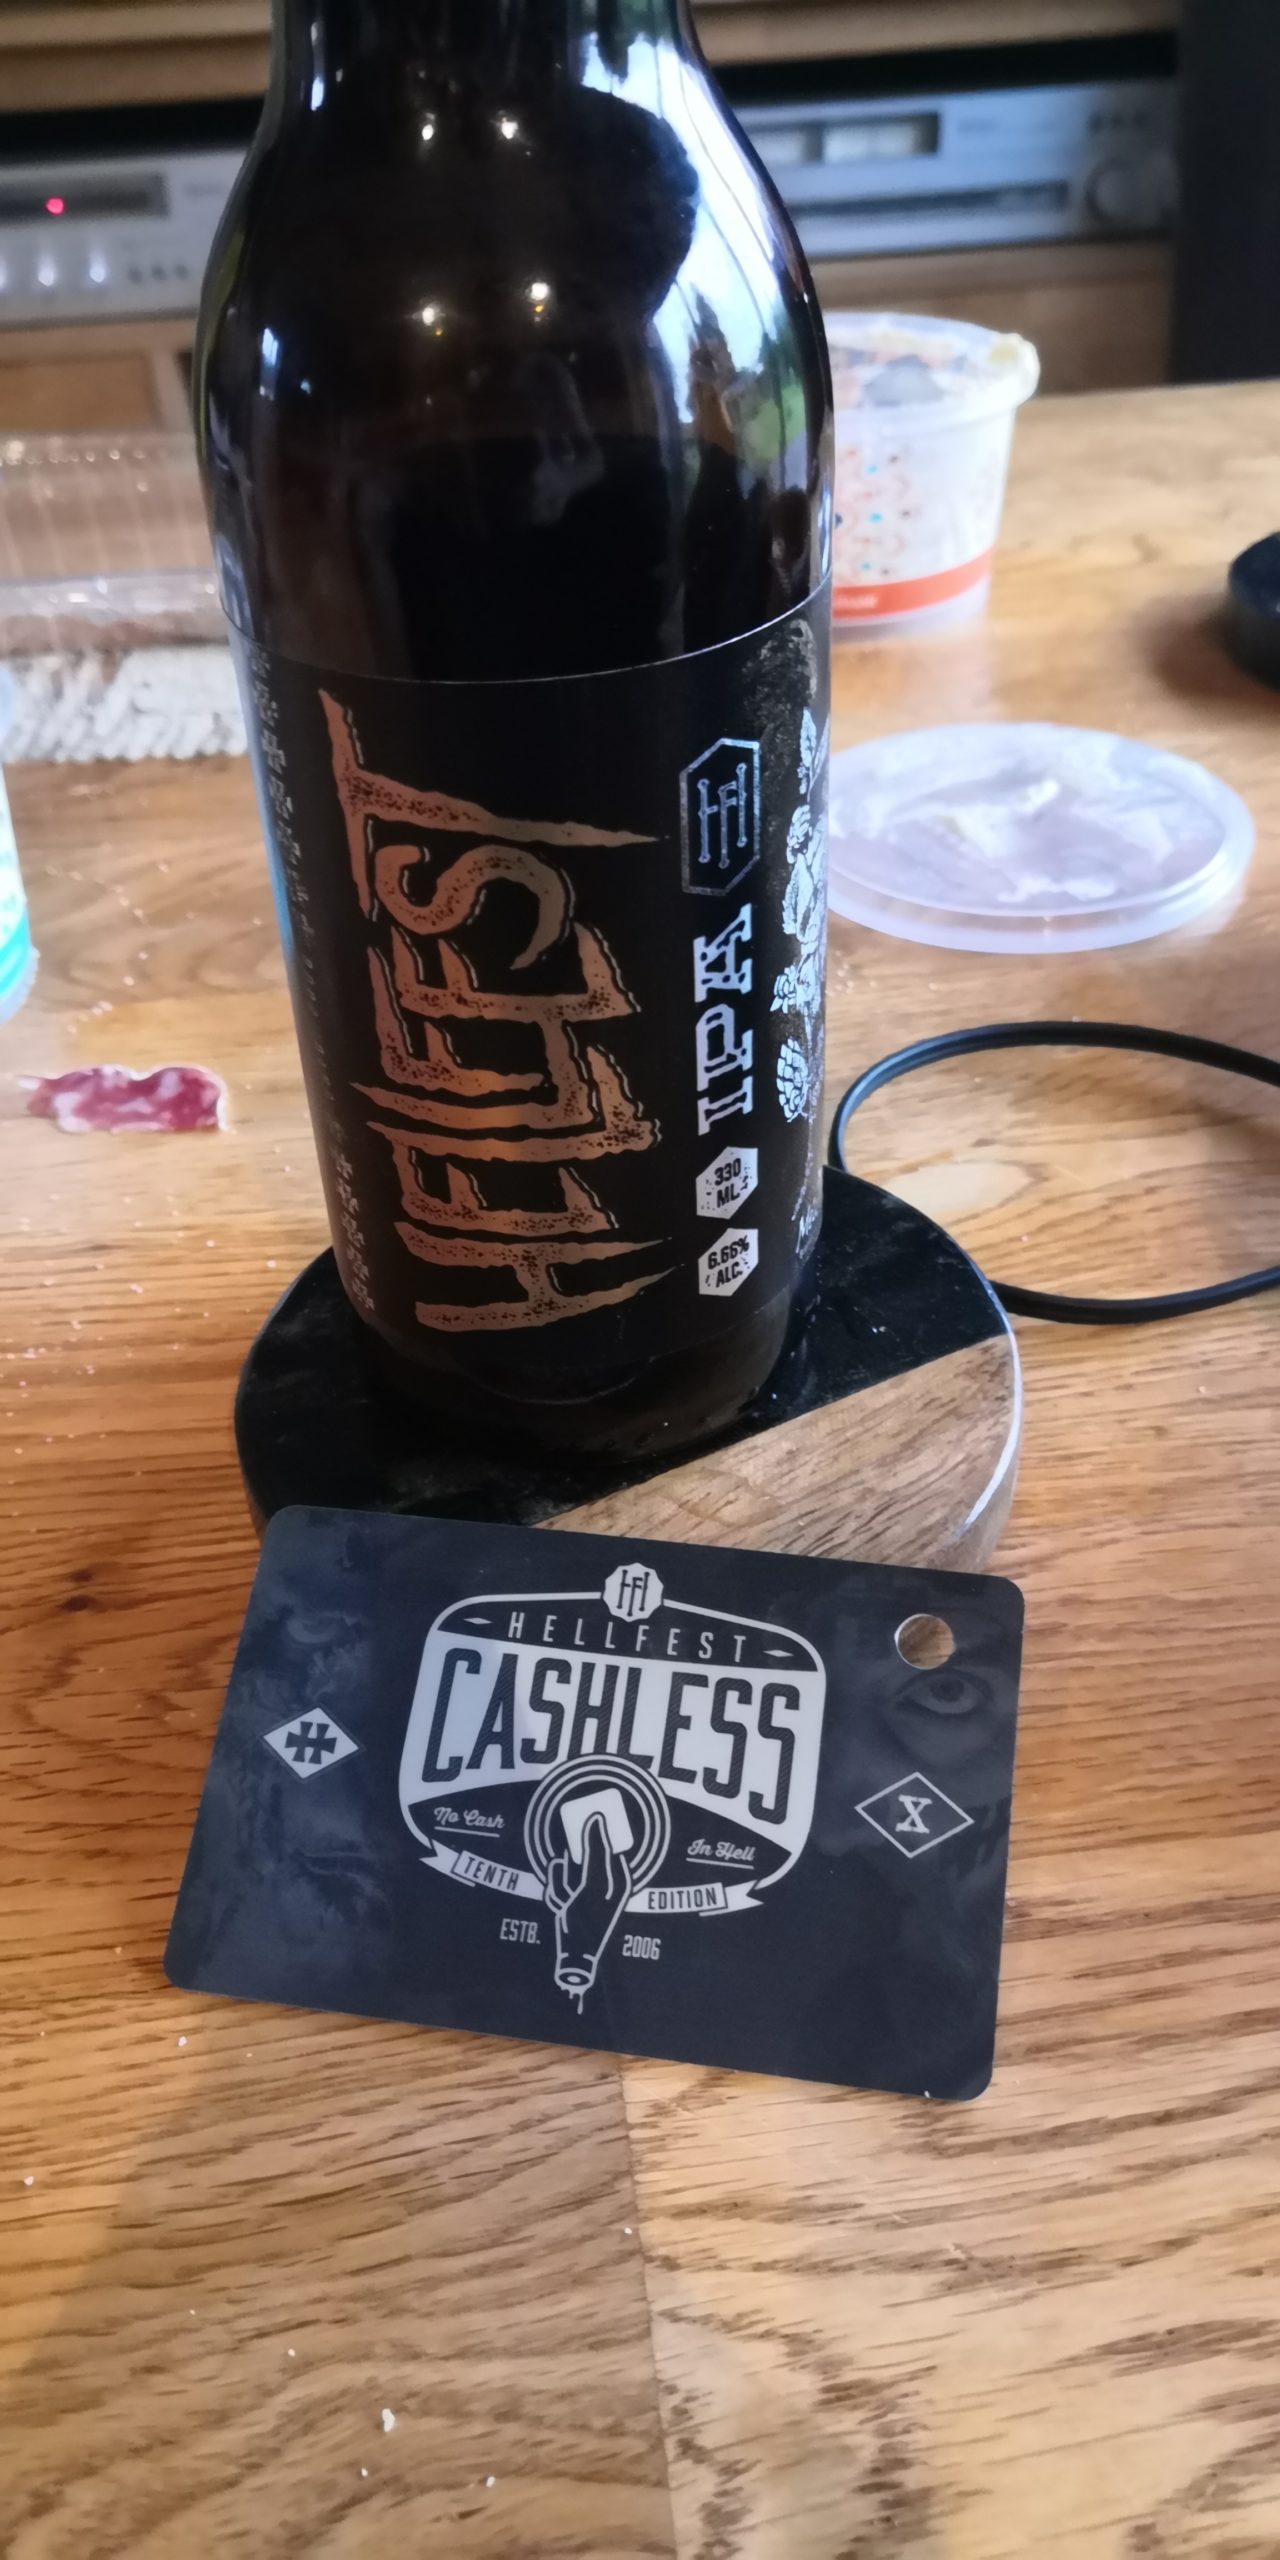 HELLFEST
HF
IPA
330
ML
6.66%
ALC.
HF
HELLFEST
CASHLESS
No Cash
In Hell
TENTH
EDITION
ESTB.
2006
X